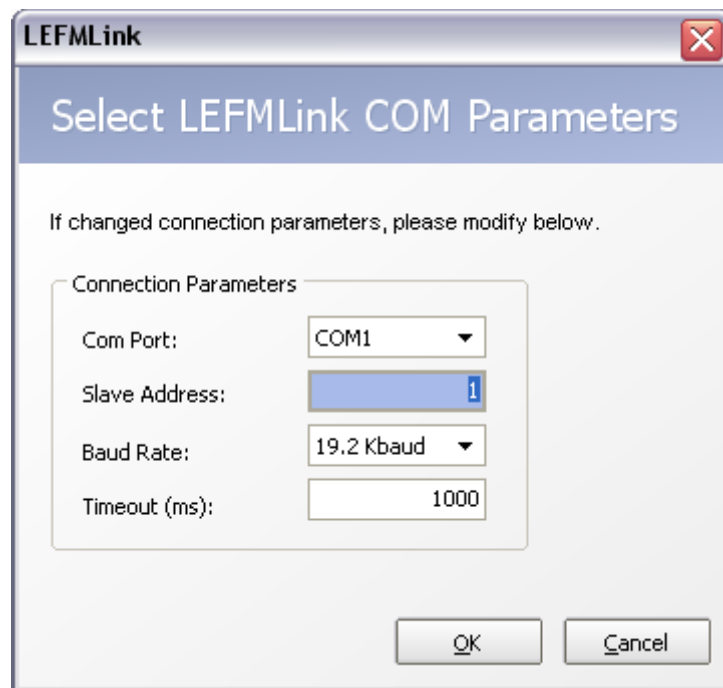 LEFMLink
Select LEFMLink COM Parameters
If changed connection parameters, please modify below.
Connection Parameters
Com Port: COM1
Slave Address: 1
Baud Rate: 19.2 Kbaud
Timeout (ms): 1000
OK Cancel